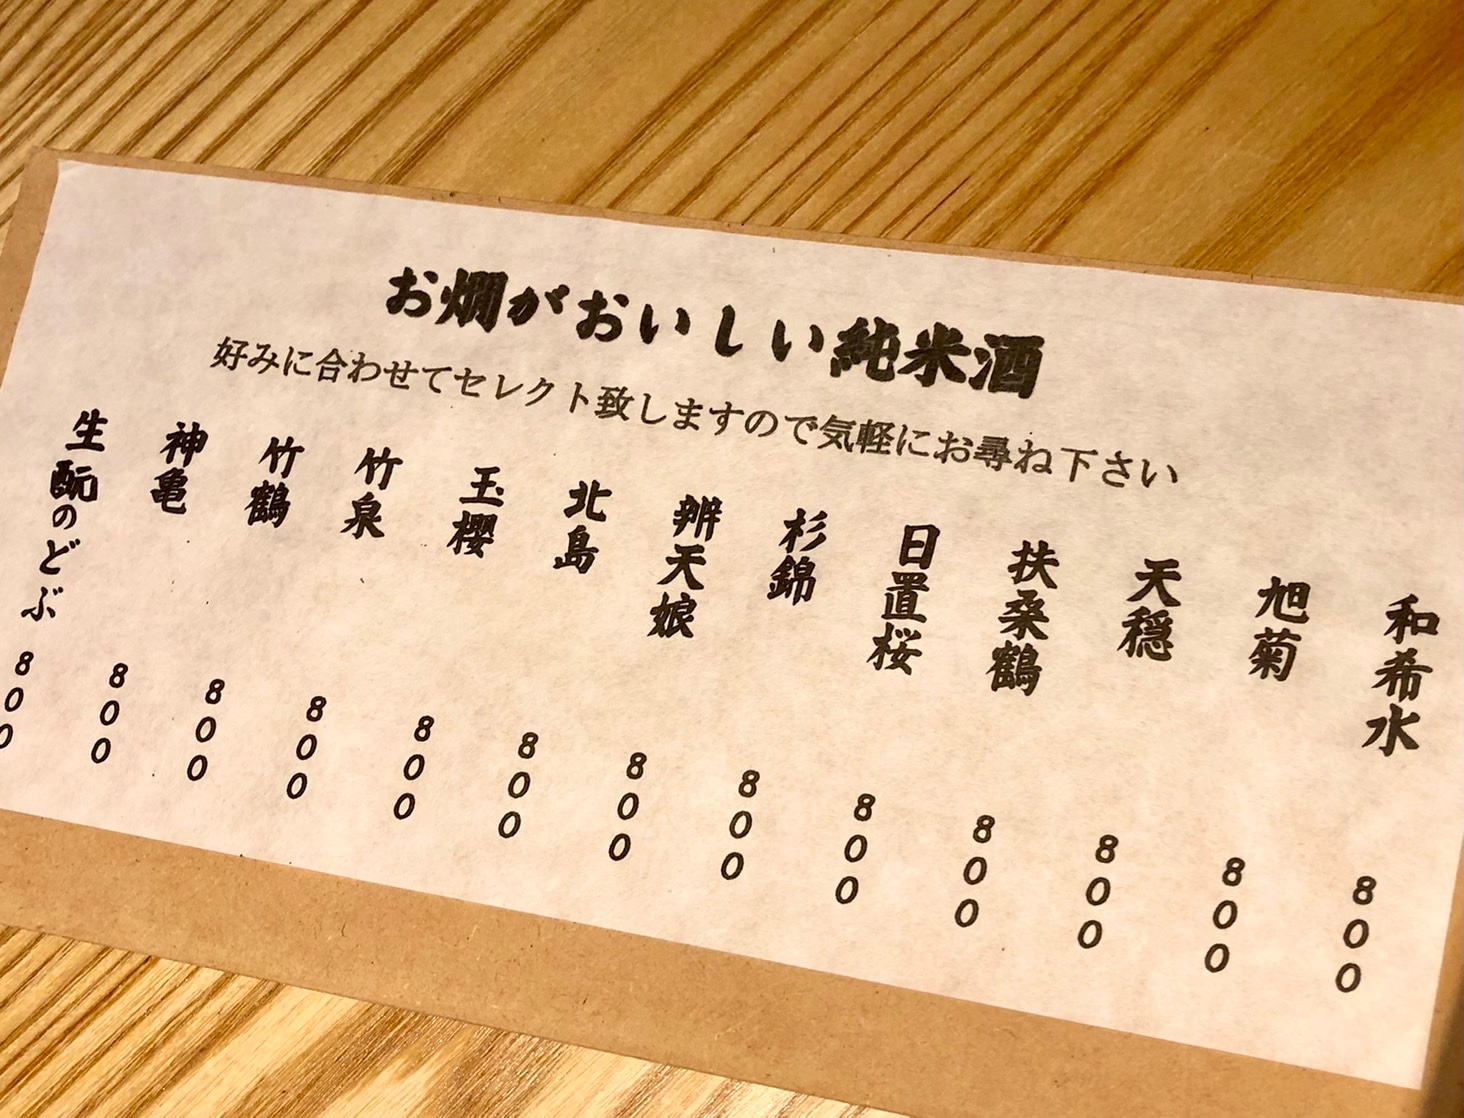 お燗がおいしい純米酒
好みに合わせてセレクト致しますので気軽にお尋ね下さい
和希水 800
旭菊 800
天穏 800
扶桑鶴 800
日置桜 800
杉錦 800
辨天娘 800
北島 800
玉櫻 800
竹泉 800
竹鶴 800
神亀 800
生酛のどぶ 800